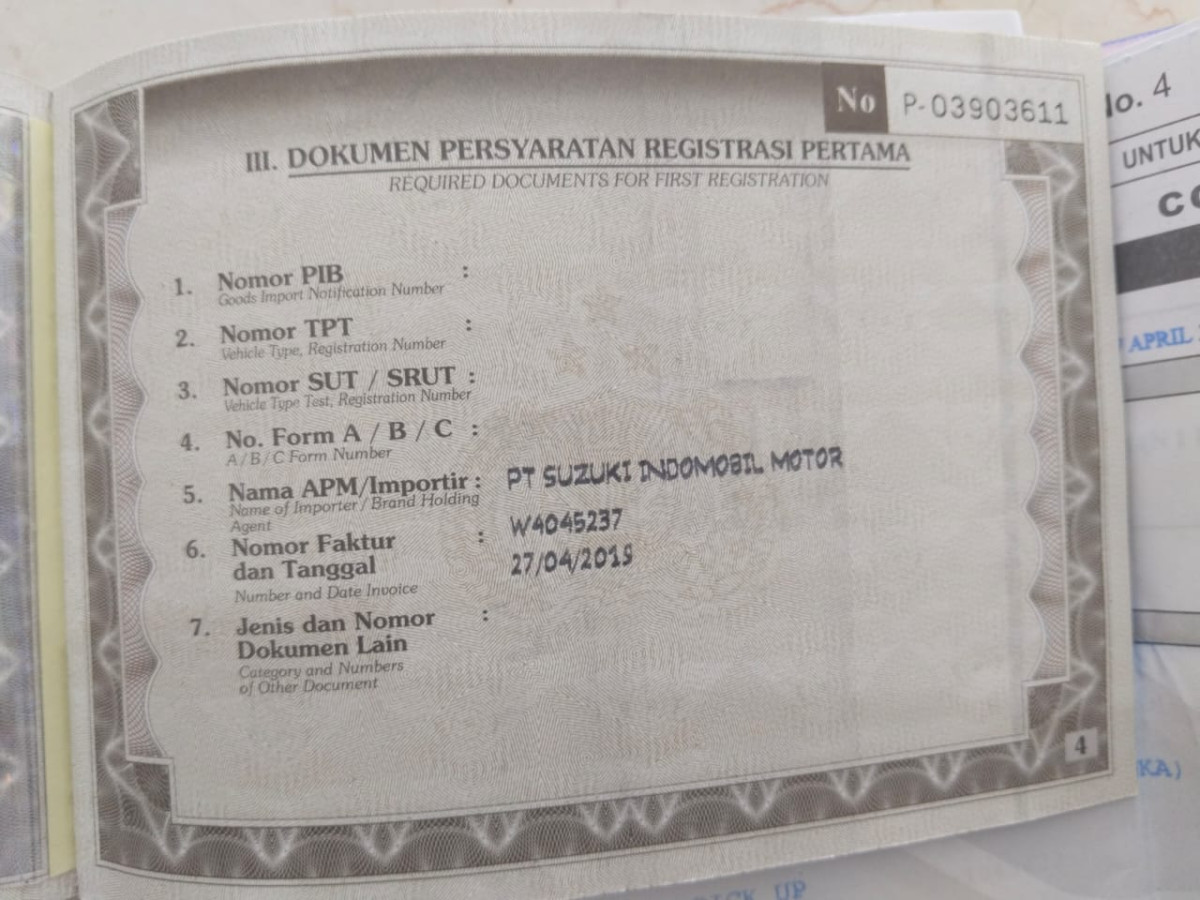 No P-03903611
III. DOKUMEN PERSYARATAN REGISTRASI PERTAMA
REQUIRED DOCUMENTS FOR FIRST REGISTRATION
1. Nomor PIB :
Goods Import Notification Number
2. Nomor TPT :
Vehicle Type, Registration Number
3. Nomor SUT / SRUT :
Vehicle Type Test, Registration Number
4. No. Form A / B / C :
A / B / C Form Number
5. Nama APM/Importir : PT SUZUKI INDOMOBIL MOTOR
Name of Importer / Brand Holding
Agent
6. Nomor Faktur : W4045237
dan Tanggal 27/04/2019
Number and Date Invoice
7. Jenis dan Nomor :
Dokumen Lain
Category and Numbers
of Other Document
4
No. 4
UNTUK
APRIL
KA)
PICK UP